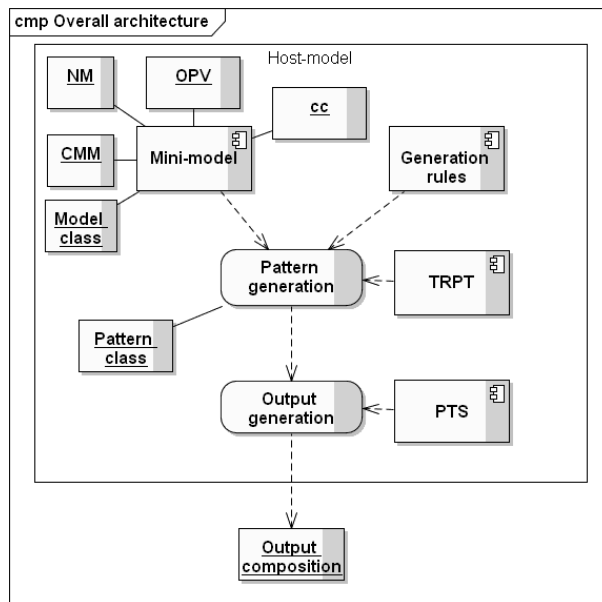 cmp Overall architecture
Host-model
NM
OPV
cc
CMM
Mini-model
Generation
rules
Model
class
Pattern
generation
TRPT
Pattern
class
Output
generation
PTS
Output
composition